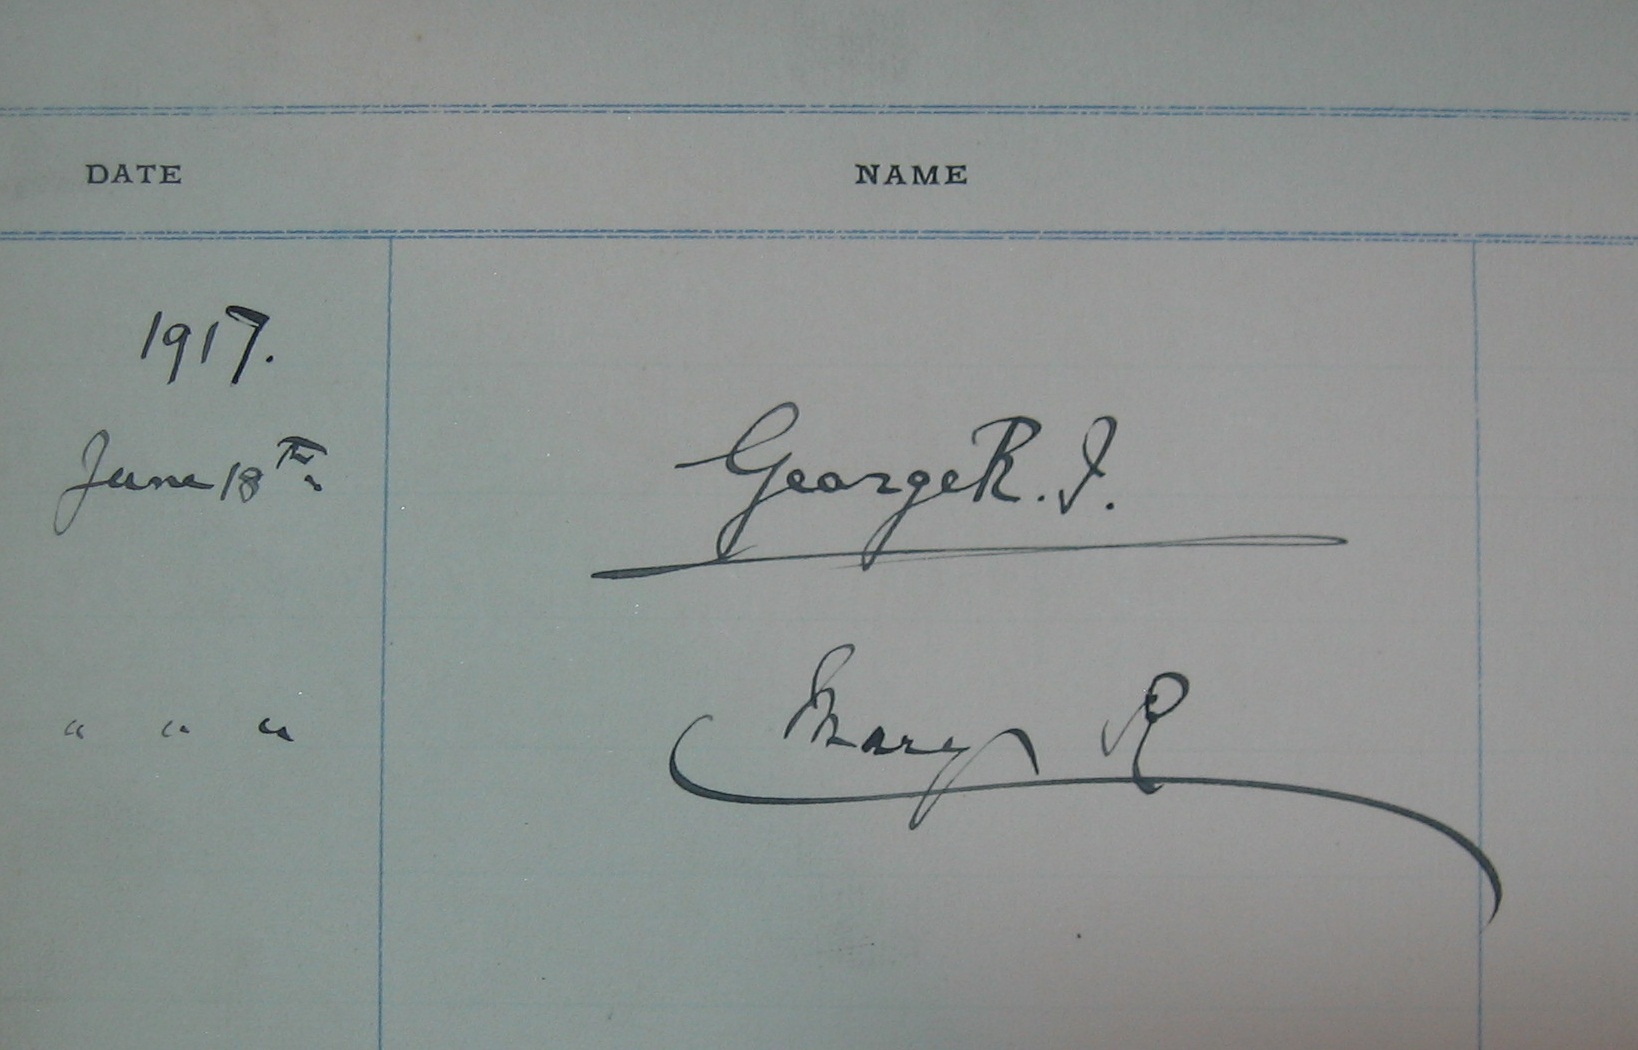 DATE NAME
1917.
June 18th. George R. I.
" " " Mary R